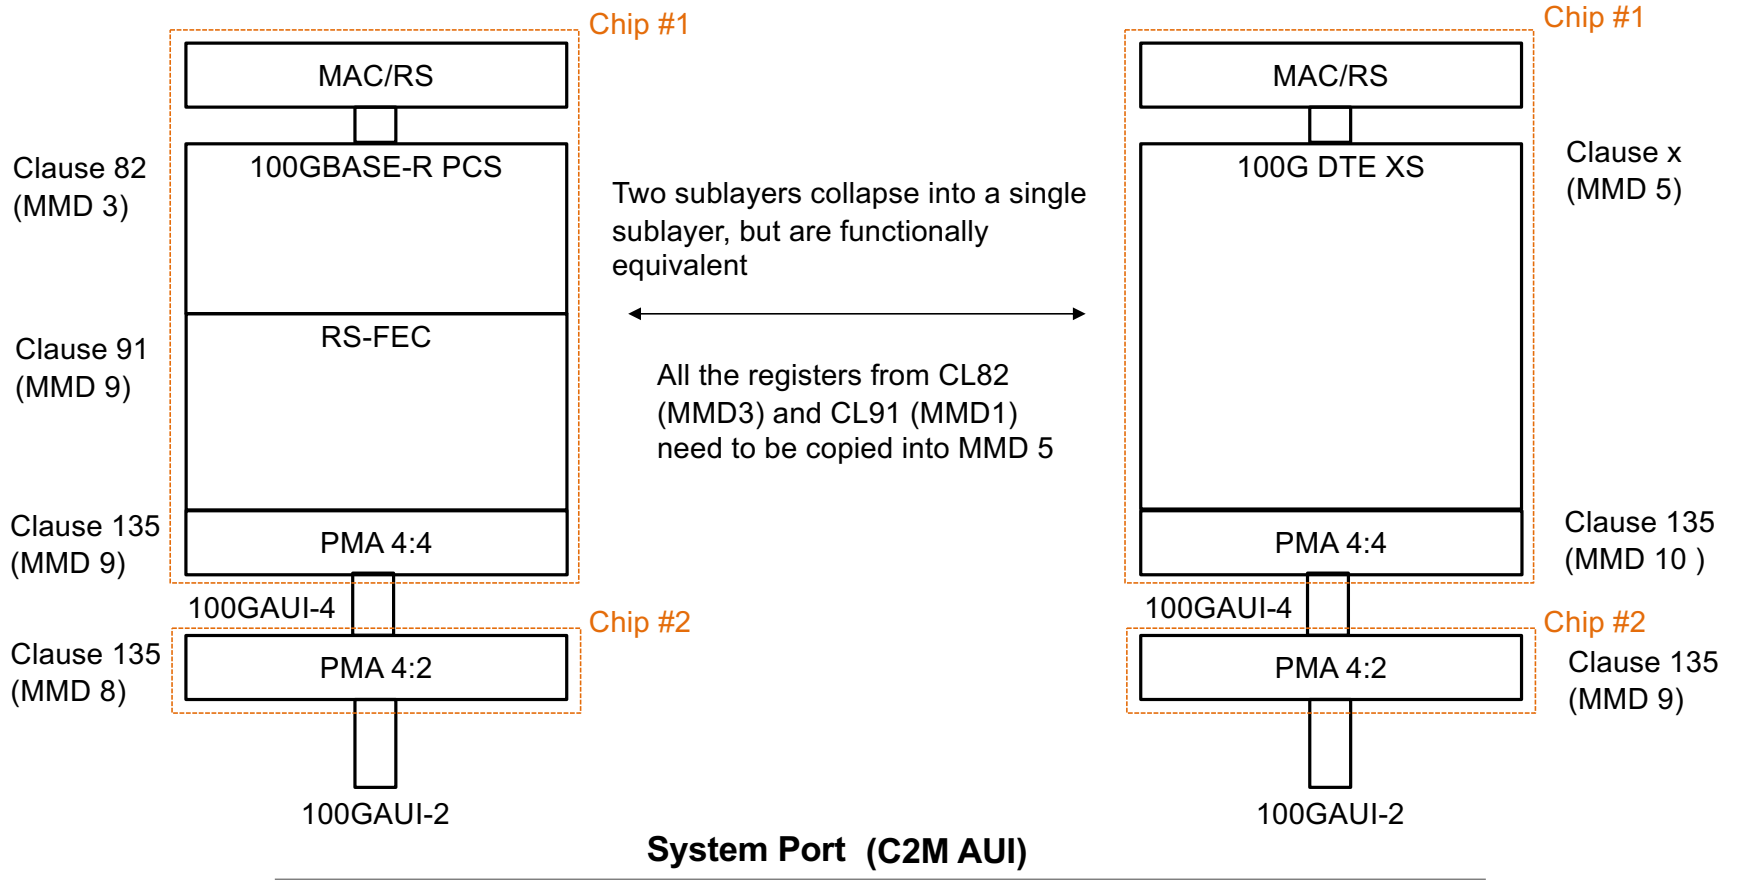 Chip #1
MAC/RS
Clause 82
(MMD 3)
100GBASE-R PCS
Clause 91
(MMD 9)
RS-FEC
Clause 135
(MMD 9)
PMA 4:4
100GAUI-4
Chip #2
Clause 135
(MMD 8)
PMA 4:2
100GAUI-2
Two sublayers collapse into a single
sublayer, but are functionally
equivalent
All the registers from CL82
(MMD3) and CL91 (MMD1)
need to be copied into MMD 5
Chip #1
MAC/RS
100G DTE XS
Clause x
(MMD 5)
PMA 4:4
Clause 135
(MMD 10 )
100GAUI-4
Chip #2
PMA 4:2
Clause 135
(MMD 9)
100GAUI-2
System Port (C2M AUI)